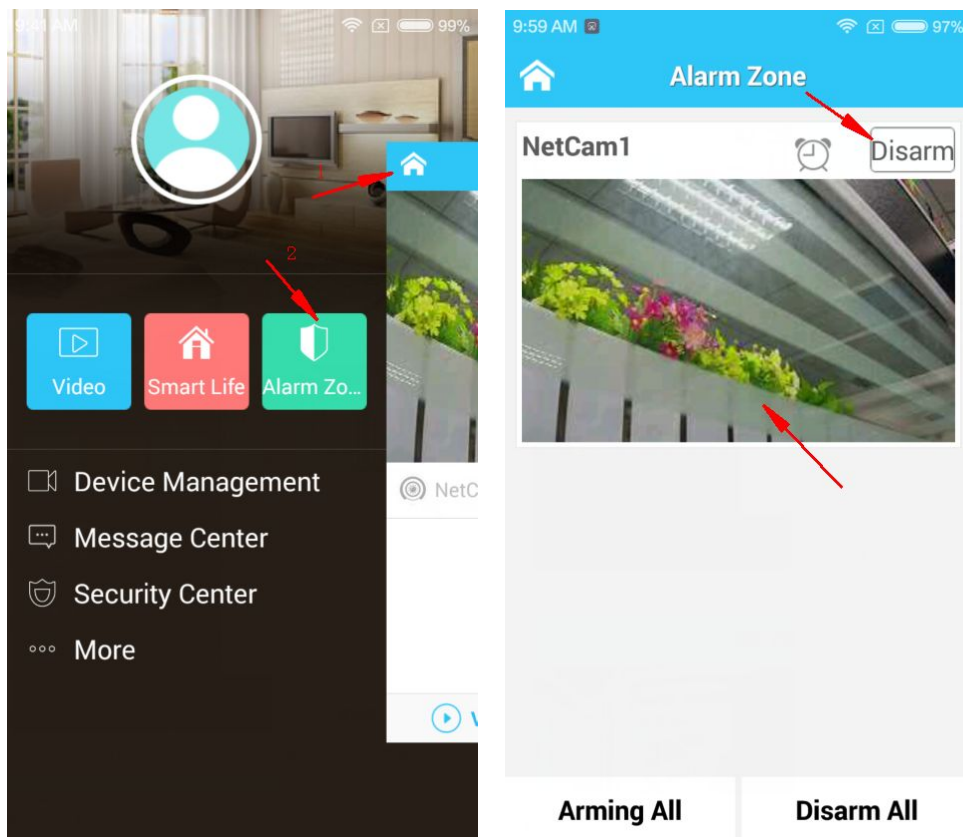 9:41 AM
99%
1
2
Video
Smart Life
Alarm Zo...
Device Management
Message Center
Security Center
More
NetC
V
9:59 AM
97%
Alarm Zone
NetCam1
Disarm
Arming All
Disarm All